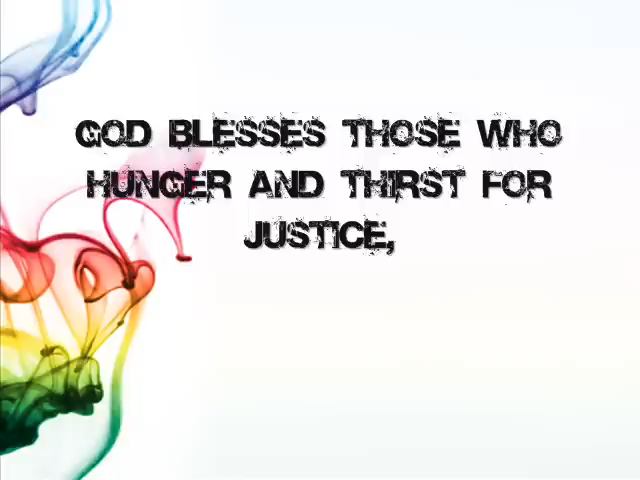 GOD BLESSES THOSE WHO
HUNGER AND THIRST FOR
JUSTICE,